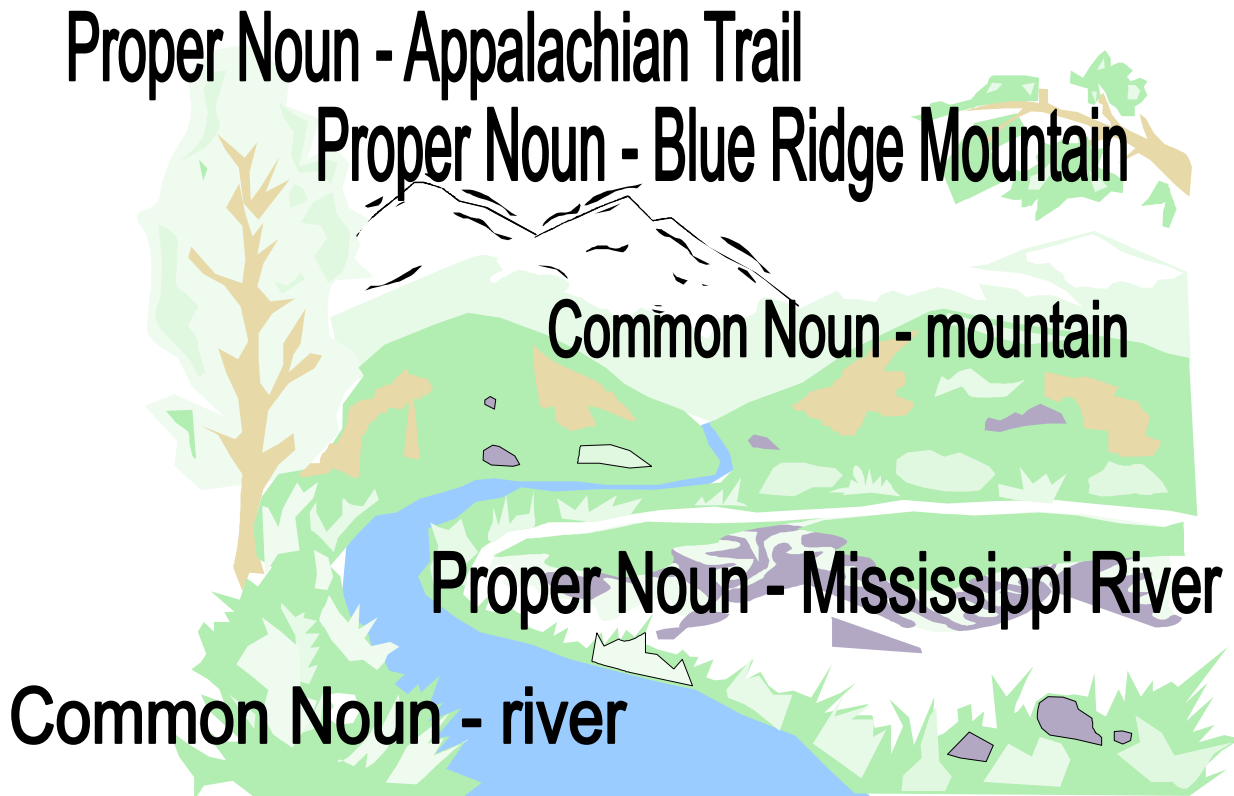 Proper Noun - Appalachian Trail
Proper Noun - Blue Ridge Mountain
Common Noun - mountain
Proper Noun - Mississippi River
Common Noun - river